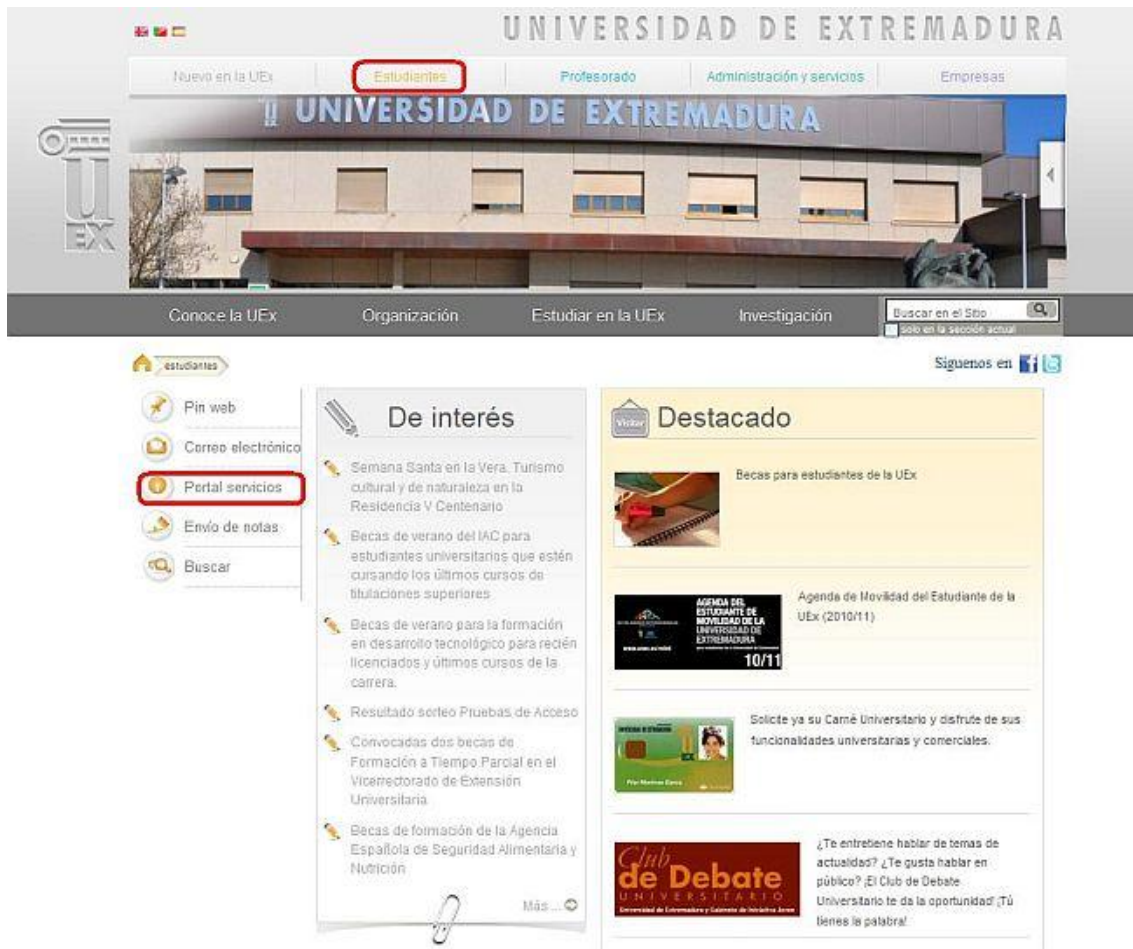 UNIVERSIDAD DE EXTREMADURA
Nuevo en la UEx
Estudiantes
Profesorado
Administración y servicios
Empresas
UNIVERSIDAD DE EXTREMADURA
UEX
Conoce la UEx
Organización
Estudiar en la UEx
Investigación
Buscar en el Sitio
solo en la sección actual
estudiantes
Siguenos en
Pin web
Correo electrónico
Portal servicios
Envío de notas
Buscar
De interés
Semana Santa en la Vera. Turismo
cultural y de naturaleza en la
Residencia V Centenario
Becas de verano del IAC para
estudiantes universitarios que estén
cursando los últimos cursos de
titulaciones superiores
Becas de verano para la formación
en desarrollo tecnológico para recién
licenciados y últimos cursos de la
carrera.
Resultado sorteo Pruebas de Acceso
Convocadas dos becas de
Formación a Tiempo Parcial en el
Vicerrectorado de Extensión
Universitaria
Becas de formación de la Agencia
Española de Seguridad Alimentaria y
Nutrición
Más ...
Visitar
Destacado
Becas para estudiantes de la UEx
AGENDA DEL
ESTUDIANTE DE
MOVILIDAD DE LA
UNIVERSIDAD DE
EXTREMADURA
10/11
Agenda de Movilidad del Estudiante de la
UEx (2010/11)
Solicite ya su Carné Universitario y disfrute de sus
funcionalidades universitarias y comerciales.
Club
de Debate
UNIVERSITARIO
Universidad de Extremadura y Gabinete de Iniciativa Joven
¿Te entretiene hablar de temas de
actualidad? ¿Te gusta hablar en
público? ¡El Club de Debate
Universitario te da la oportunidad! ¡Tú
tienes la palabra!